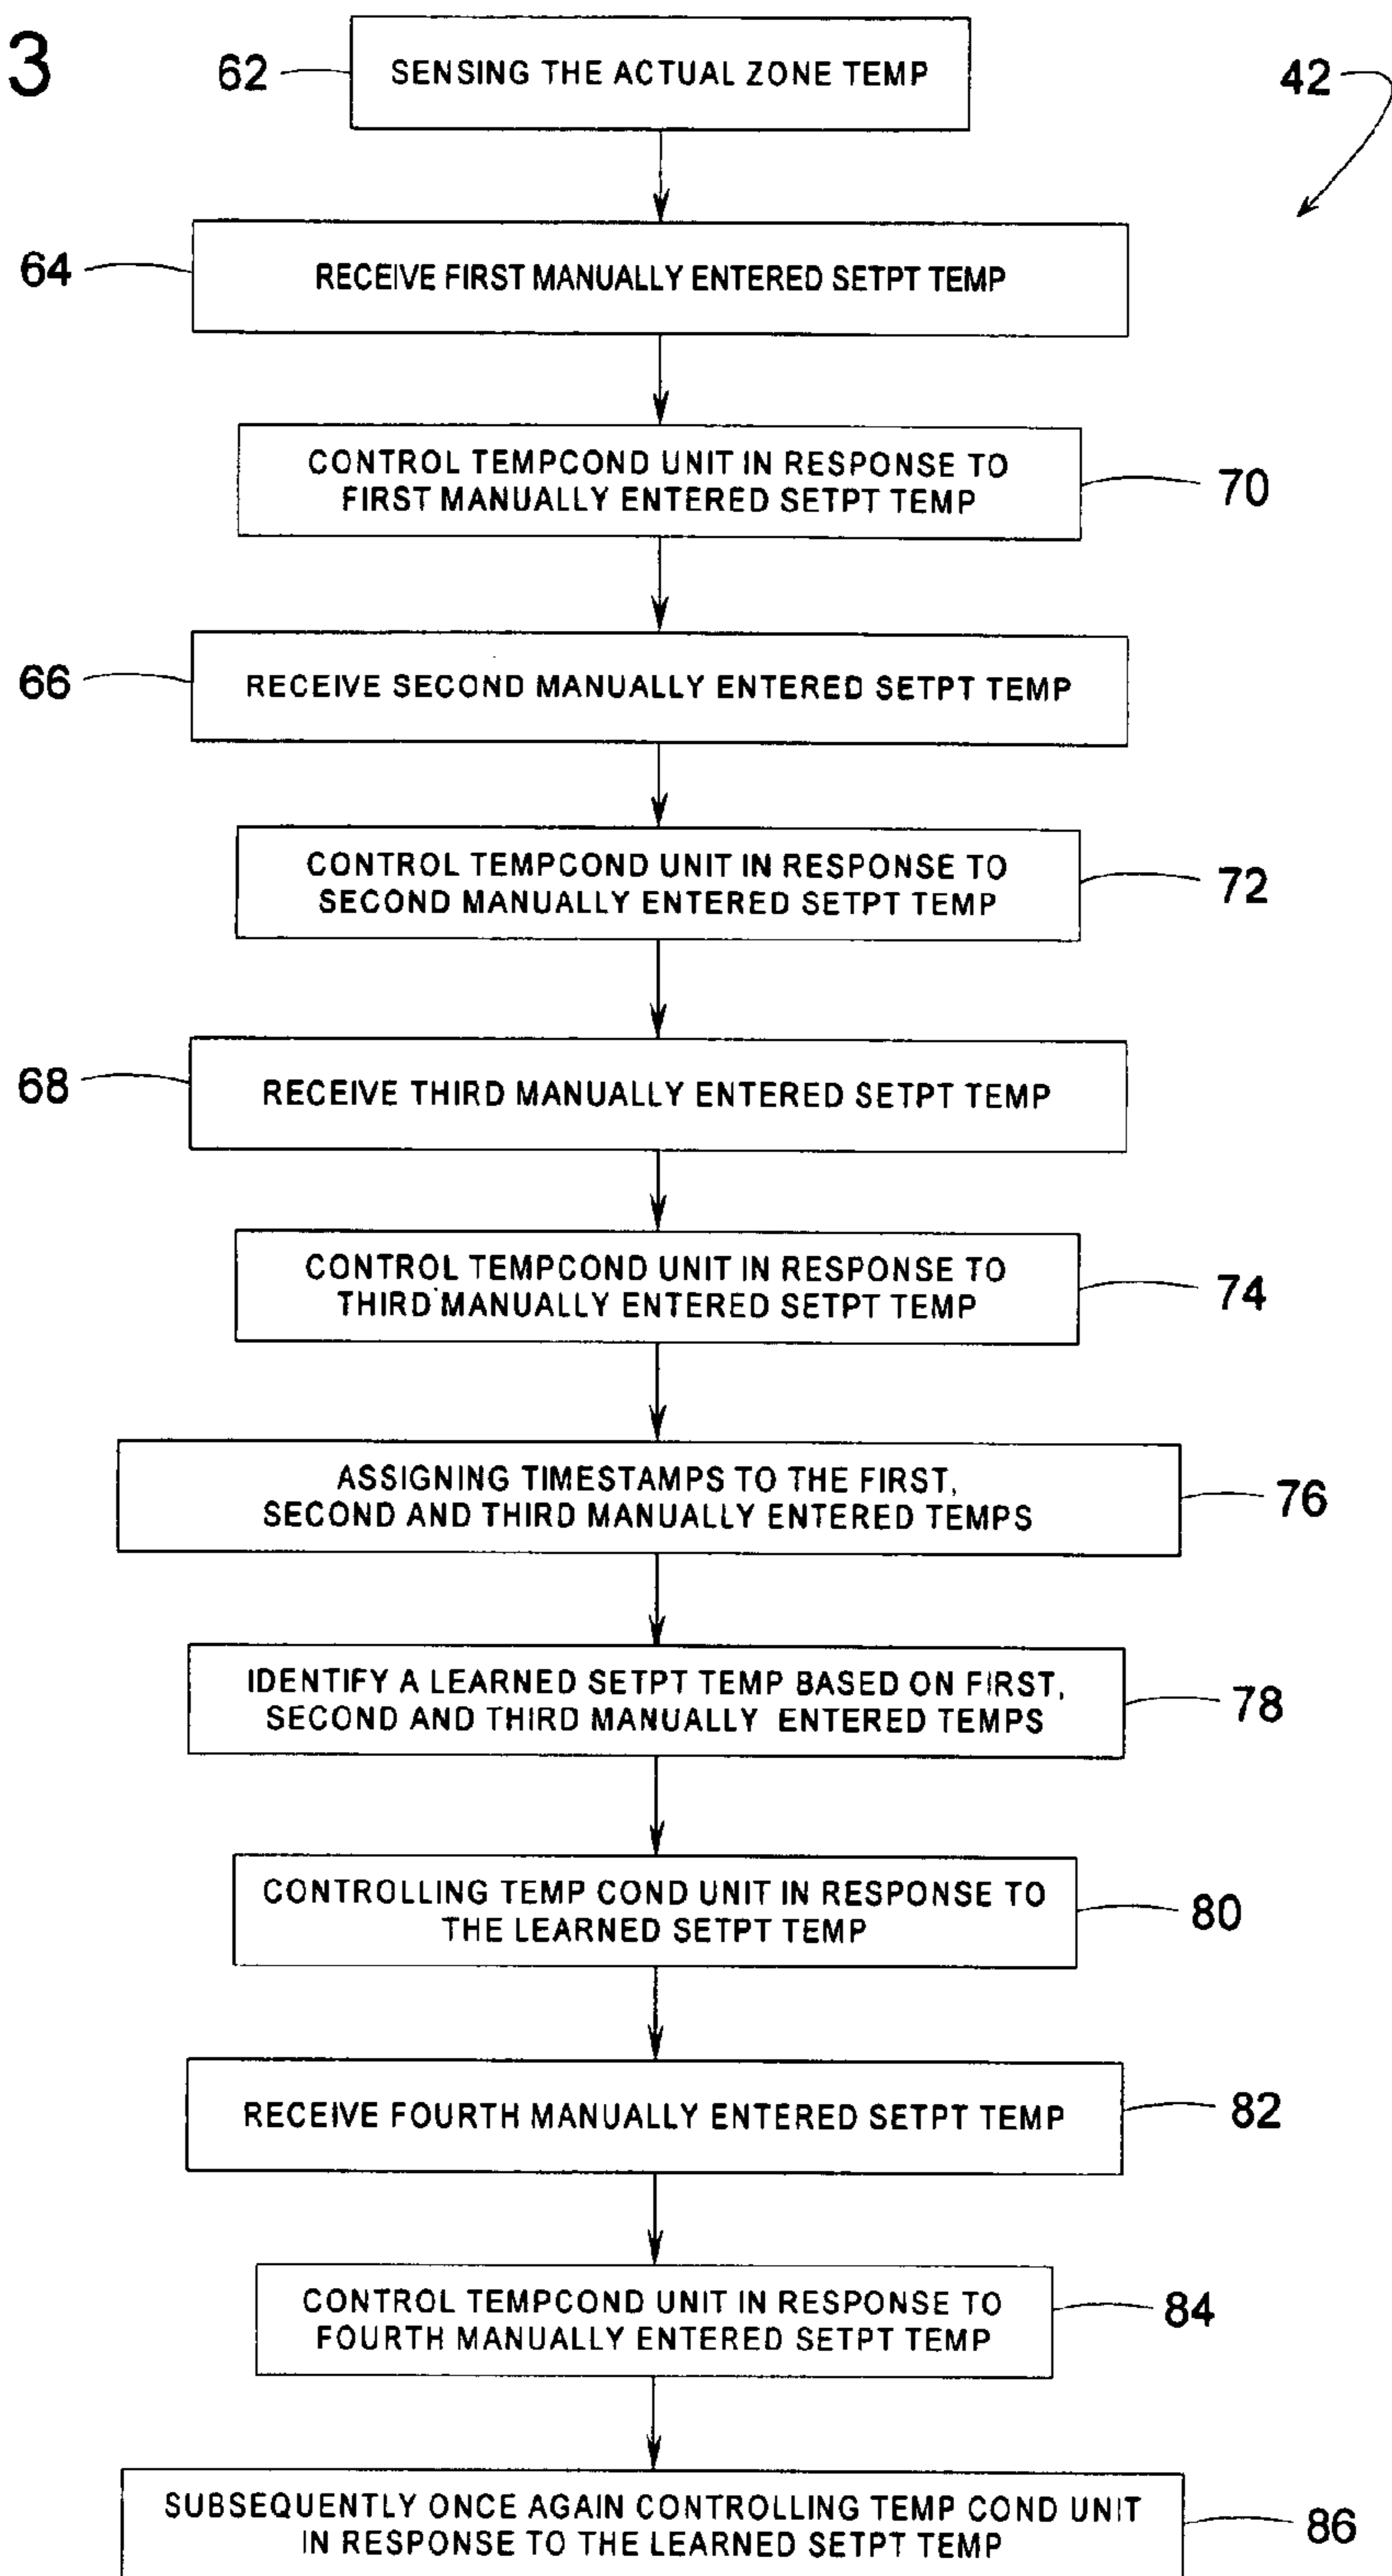 3
62
SENSING THE ACTUAL ZONE TEMP
42
64
RECEIVE FIRST MANUALLY ENTERED SETPT TEMP
CONTROL TEMPCOND UNIT IN RESPONSE TO
FIRST MANUALLY ENTERED SETPT TEMP
70
66
RECEIVE SECOND MANUALLY ENTERED SETPT TEMP
CONTROL TEMPCOND UNIT IN RESPONSE TO
SECOND MANUALLY ENTERED SETPT TEMP
72
68
RECEIVE THIRD MANUALLY ENTERED SETPT TEMP
CONTROL TEMPCOND UNIT IN RESPONSE TO
THIRD MANUALLY ENTERED SETPT TEMP
74
ASSIGNING TIMESTAMPS TO THE FIRST,
SECOND AND THIRD MANUALLY ENTERED TEMPS
76
IDENTIFY A LEARNED SETPT TEMP BASED ON FIRST,
SECOND AND THIRD MANUALLY ENTERED TEMPS
78
CONTROLLING TEMP COND UNIT IN RESPONSE TO
THE LEARNED SETPT TEMP
80
RECEIVE FOURTH MANUALLY ENTERED SETPT TEMP
82
CONTROL TEMPCOND UNIT IN RESPONSE TO
FOURTH MANUALLY ENTERED SETPT TEMP
84
SUBSEQUENTLY ONCE AGAIN CONTROLLING TEMP COND UNIT
IN RESPONSE TO THE LEARNED SETPT TEMP
86